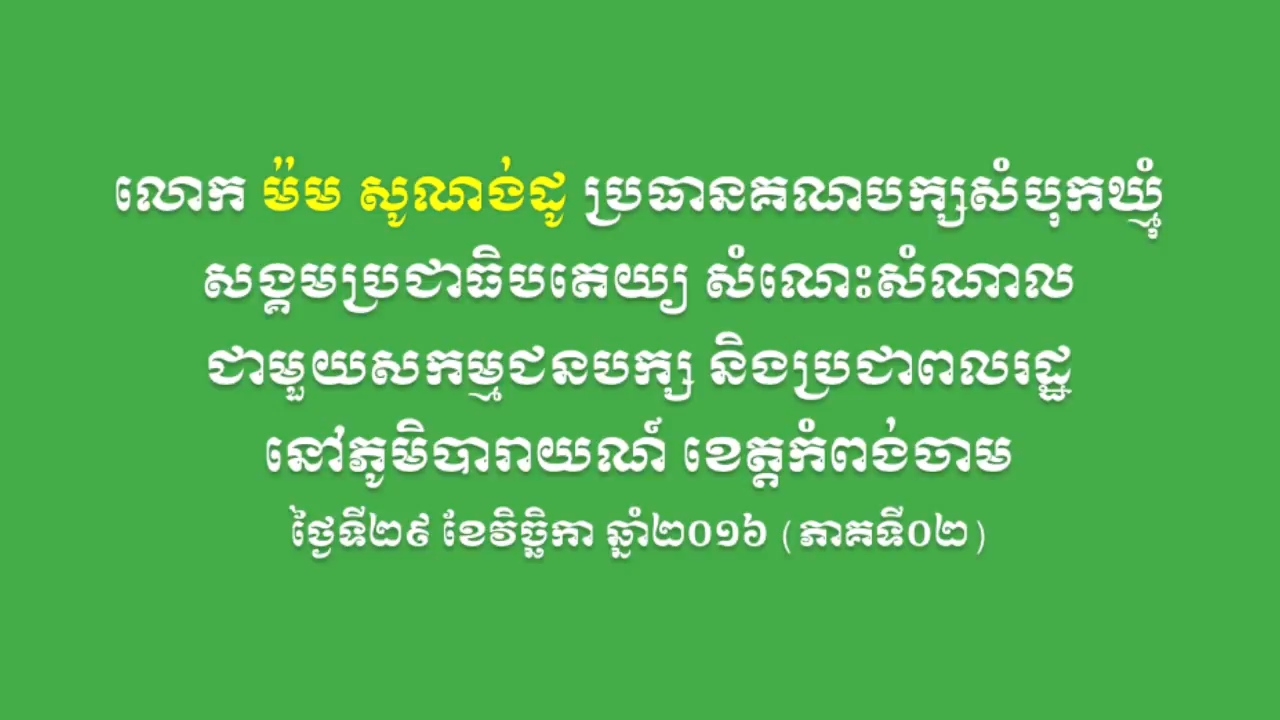 លោក ម៉ម សូណង់ដូ ប្រធានគណបក្សសំបុកឃ្មុំ
សង្គមប្រជាធិបតេយ្យ សំណេះសំណាល
ជាមួយសកម្មជនបក្ស និងប្រជាពលរដ្ឋ
នៅភូមិបារាយណ៍ ខេត្តកំពង់ចាម
ថ្ងៃទី២៩ ខែវិច្ឆិកា ឆ្នាំ២០១៦ (ភាគទី០២)